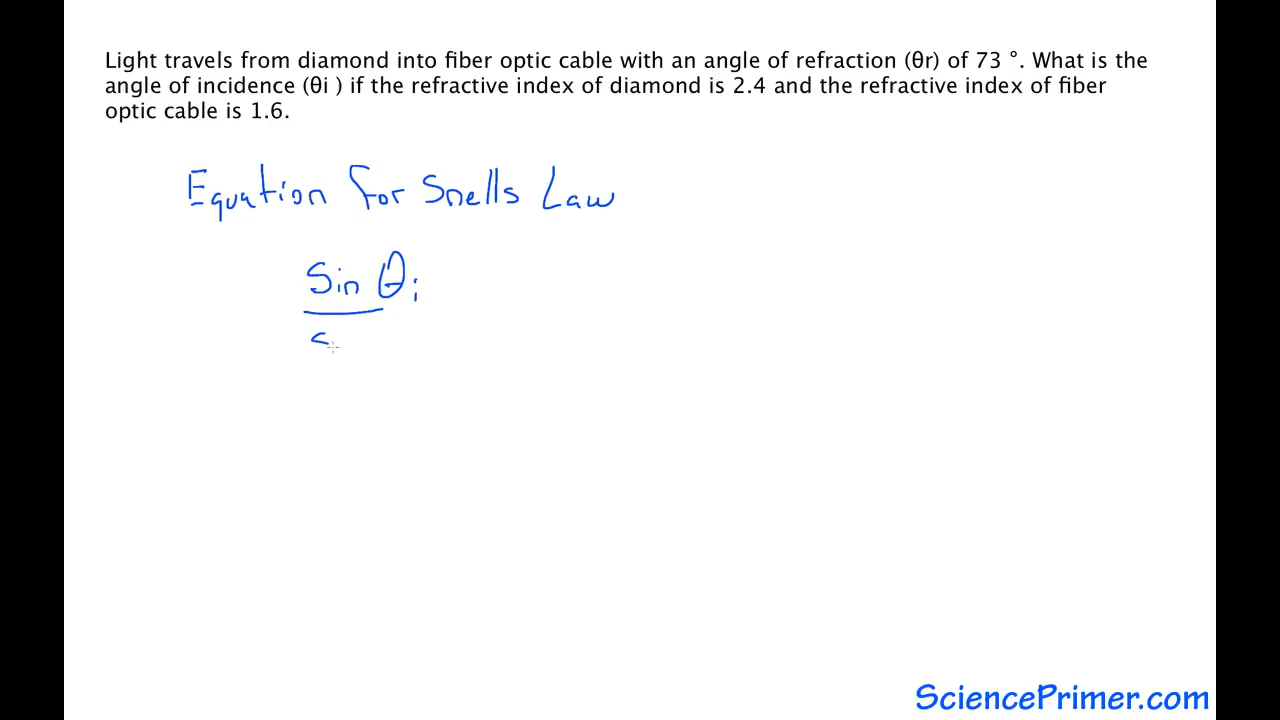 Light travels from diamond into fiber optic cable with an angle of refraction (θr) of 73 °. What is the
angle of incidence (θi ) if the refractive index of diamond is 2.4 and the refractive index of fiber
optic cable is 1.6.
Equation for Snells Law
Sin θi
s
SciencePrimer.com